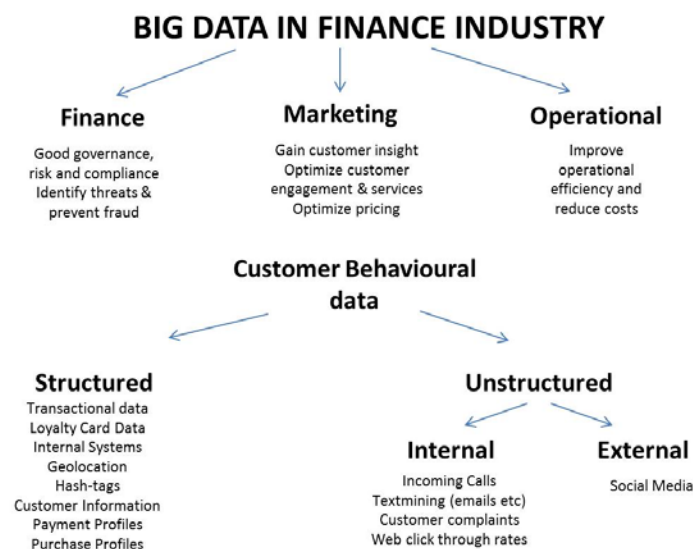 BIG DATA IN FINANCE INDUSTRY
Finance
Good governance,
risk and compliance
Identify threats &
prevent fraud
Marketing
Gain customer insight
Optimize customer
engagement & services
Optimize pricing
Operational
Improve
operational
efficiency and
reduce costs
Customer Behavioural
data
Structured
Transactional data
Loyalty Card Data
Internal Systems
Geolocation
Hash-tags
Customer Information
Payment Profiles
Purchase Profiles
Unstructured
Internal
Incoming Calls
Textmining (emails etc)
Customer complaints
Web click through rates
External
Social Media